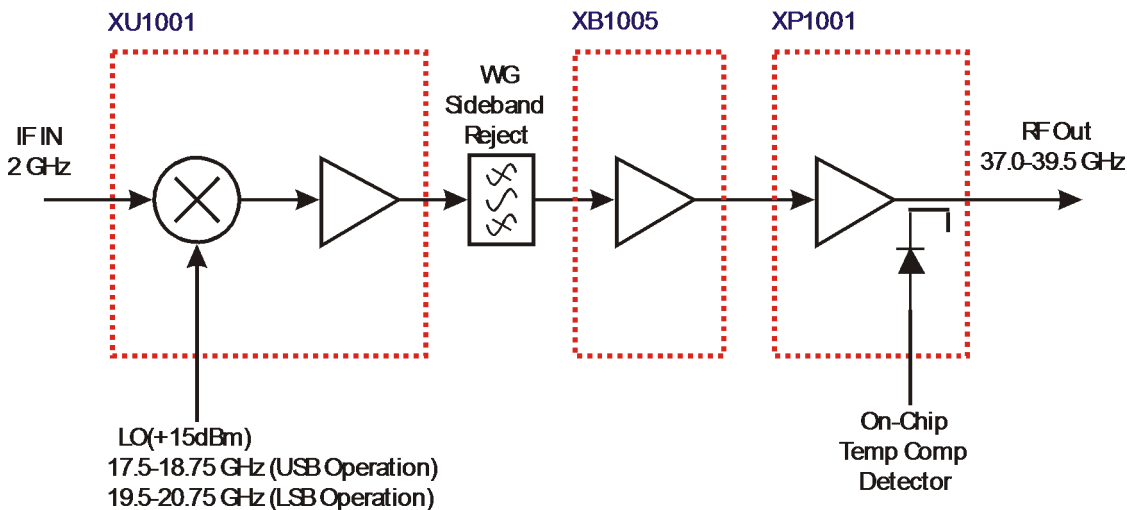 XU1001
XB1005
XP1001
WG
Sideband
Reject
IF IN
2 GHz
RF Out
37.0-39.5 GHz
LO(+15dBm)
17.5-18.75 GHz (USB Operation)
19.5-20.75 GHz (LSB Operation)
On-Chip
Temp Comp
Detector